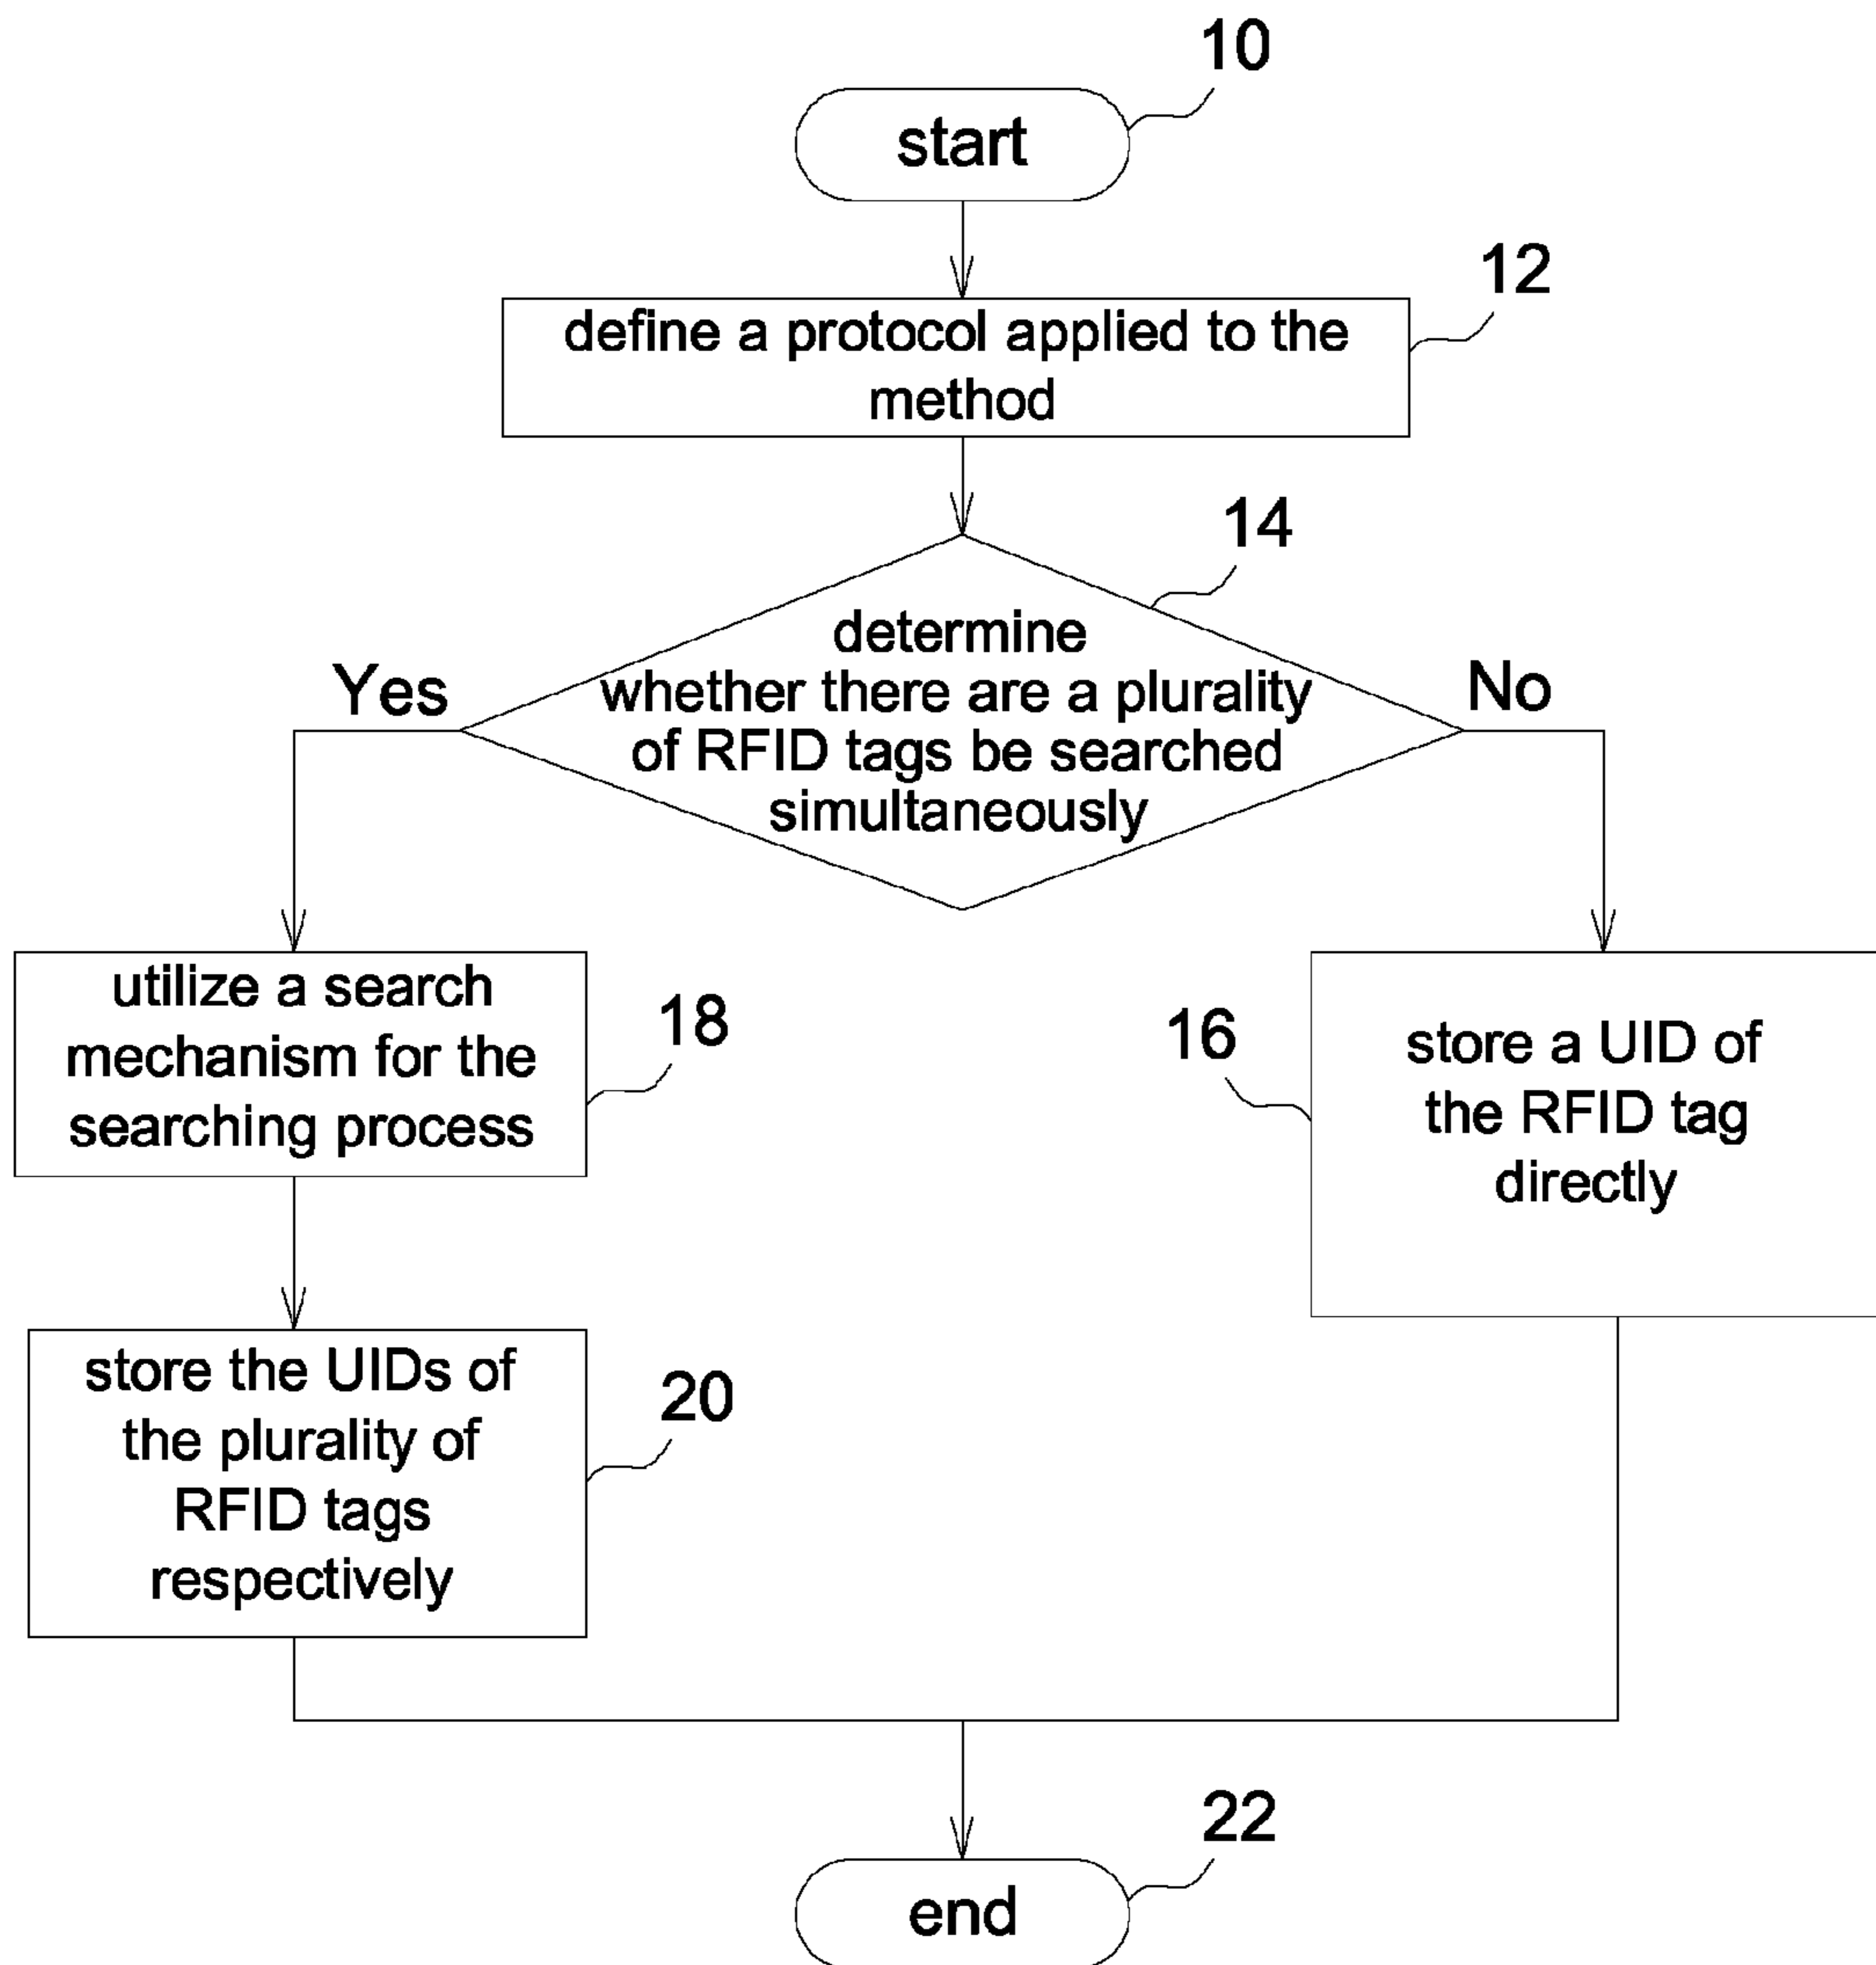 10
start
12
define a protocol applied to the
method
14
determine
whether there are a plurality
of RFID tags be searched
simultaneously
Yes
No
utilize a search
mechanism for the
searching process
18
16
store a UID of
the RFID tag
directly
store the UIDs of
the plurality of
RFID tags
respectively
20
22
end